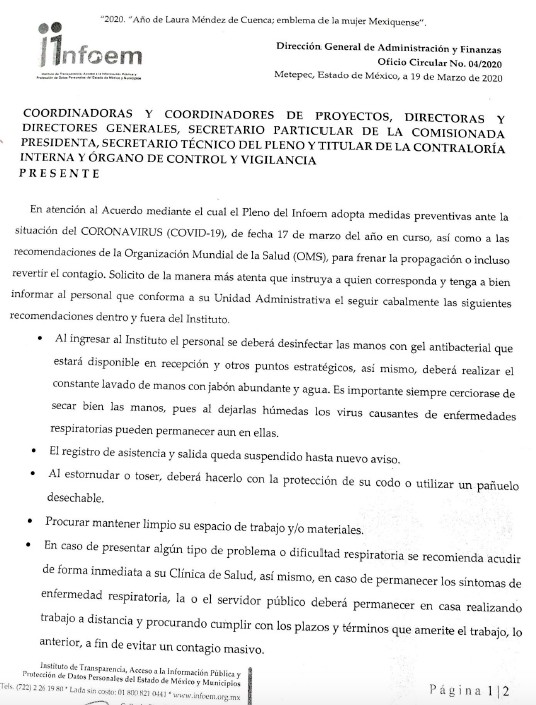 "2020. "Año de Laura Méndez de Cuenca; emblema de la mujer Mexiquense".
infoem
Instituto de Transparencia, Acceso a la Información Pública y
Protección de Datos Personales del Estado de México y Municipios
Dirección General de Administración y Finanzas
Oficio Circular No. 04/2020
Metepec, Estado de México, a 19 de Marzo de 2020
COORDINADORAS Y COORDINADORES DE PROYECTOS, DIRECTORAS Y
DIRECTORES GENERALES, SECRETARIO PARTICULAR DE LA COMISIONADA
PRESIDENTA, SECRETARIO TÉCNICO DEL PLENO Y TITULAR DE LA CONTRALORÍA
INTERNA Y ÓRGANO DE CONTROL Y VIGILANCIA
P R E S E N T E
En atención al Acuerdo mediante el cual el Pleno del Infoem adopta medidas preventivas ante la
situación del CORONAVIRUS (COVID-19), de fecha 17 de marzo del año en curso, así como a las
recomendaciones de la Organización Mundial de la Salud (OMS), para frenar la propagación o incluso
revertir el contagio. Solicito de la manera más atenta que instruya a quien corresponda y tenga a bien
informar al personal que conforma a su Unidad Administrativa el seguir cabalmente las siguientes
recomendaciones dentro y fuera del Instituto.
• Al ingresar al Instituto el personal se deberá desinfectar las manos con gel antibacterial que
estará disponible en recepción y otros puntos estratégicos, así mismo, deberá realizar el
constante lavado de manos con jabón abundante y agua. Es importante siempre cerciorase de
secar bien las manos, pues al dejarlas húmedas los virus causantes de enfermedades
respiratorias pueden permanecer aun en ellas.
• El registro de asistencia y salida queda suspendido hasta nuevo aviso.
• Al estornudar o toser, deberá hacerlo con la protección de su codo o utilizar un pañuelo
desechable.
• Procurar mantener limpio su espacio de trabajo y/o materiales.
• En caso de presentar algún tipo de problema o dificultad respiratoria se recomienda acudir
de forma inmediata a su Clínica de Salud, así mismo, en caso de permanecer los síntomas de
enfermedad respiratoria, la o el servidor público deberá permanecer en casa realizando
trabajo a distancia y procurando cumplir con los plazos y términos que amerite el trabajo, lo
anterior, a fin de evitar un contagio masivo.
Instituto de Transparencia, Acceso a la Información Pública y
Protección de Datos Personales del Estado de México y Municipios
Tels. (722) 2 26 19 80 * Lada sin costo: 01 800 821 0441 * www.infoem.org.mx
Página 1|2